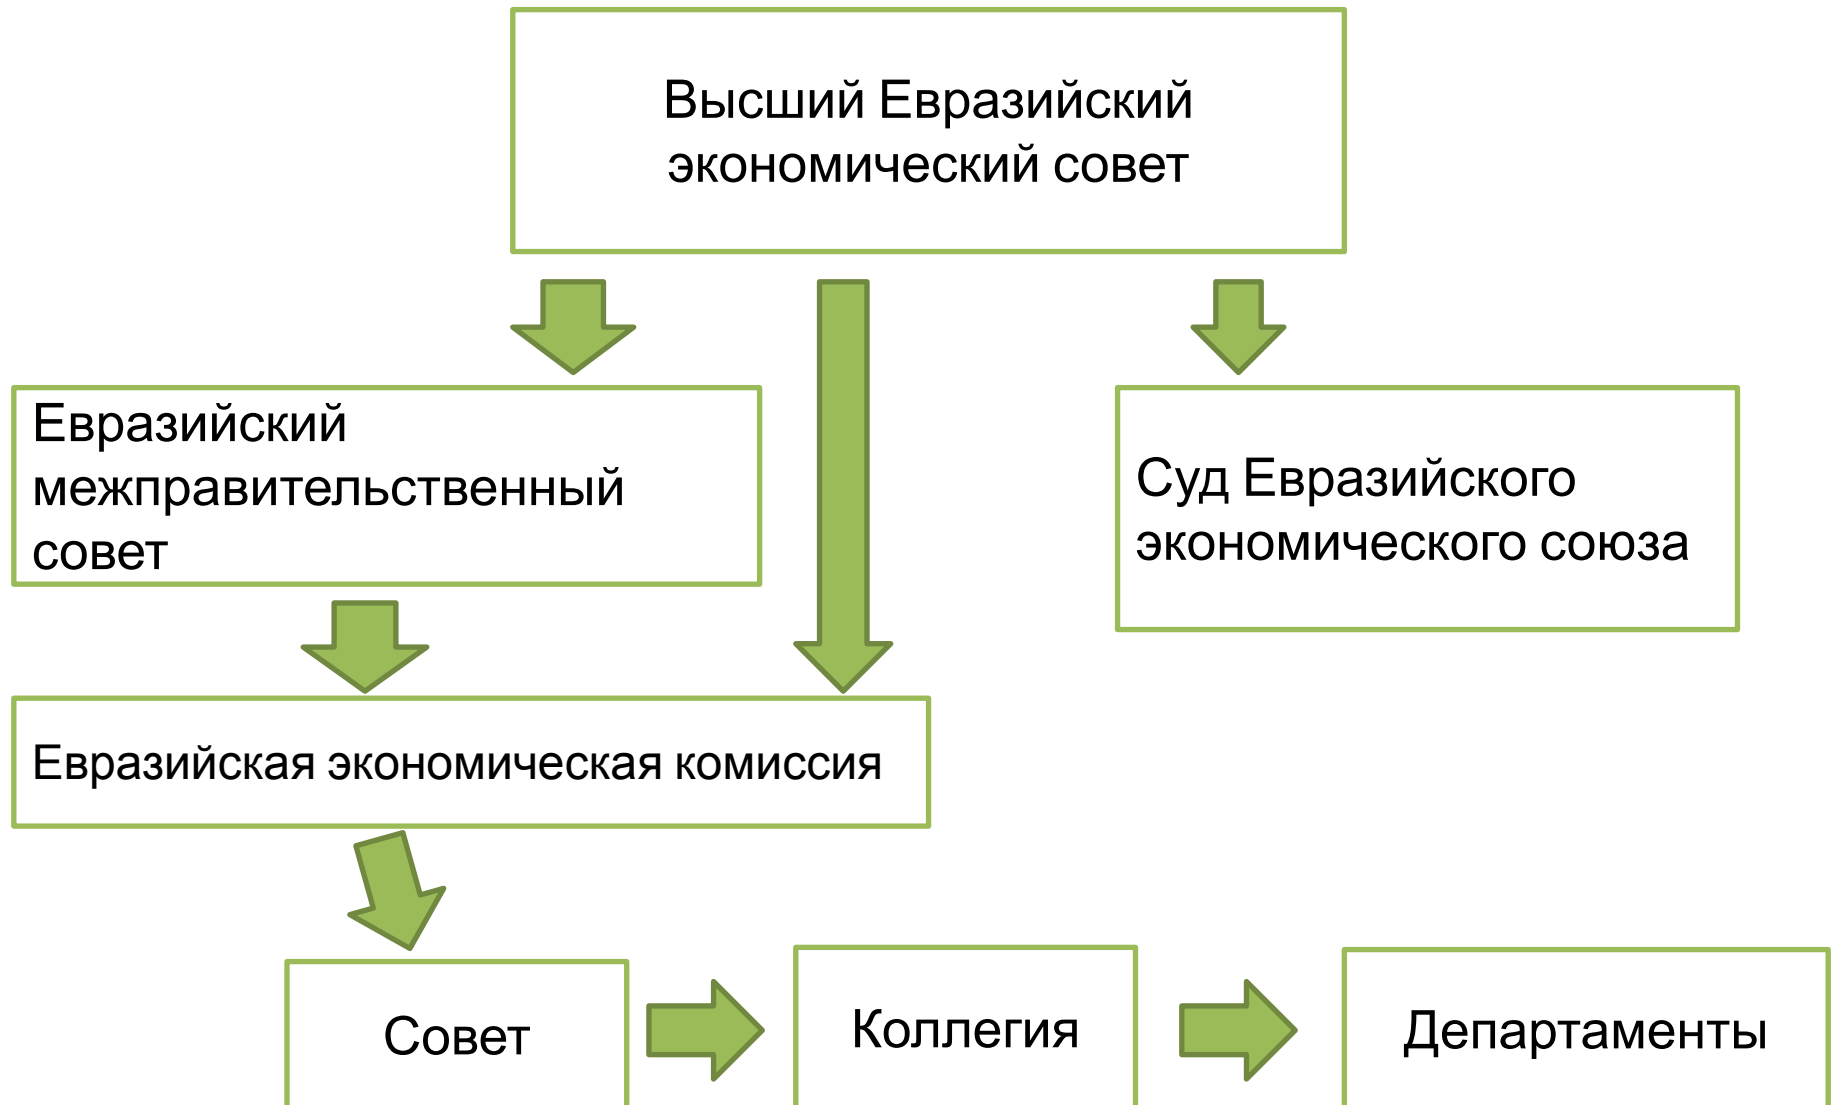 Высший Евразийский
экономический совет
Евразийский
межправительственный
совет
Суд Евразийского
экономического союза
Евразийская экономическая комиссия
Совет
Коллегия
Департаменты